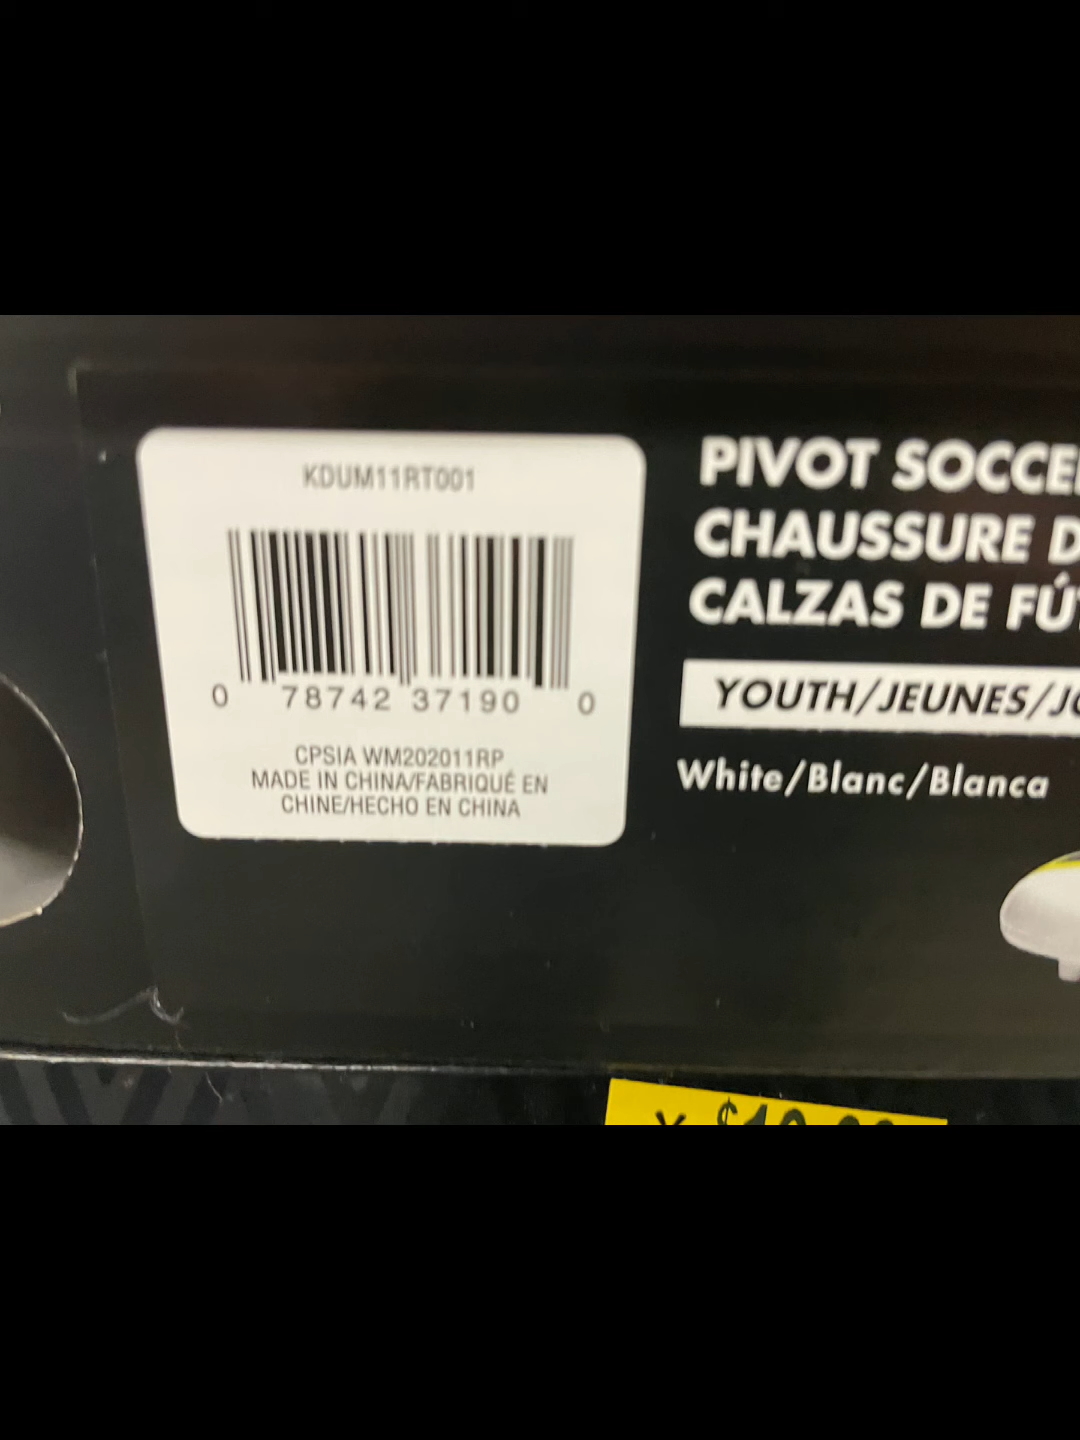 KDUM11RT001
0 78742 37190 0
CPSIA WM202011RP
MADE IN CHINA/FABRIQUÉ EN
CHINE/HECHO EN CHINA
PIVOT SOCCE
CHAUSSURE D
CALZAS DE FÚ
YOUTH/JEUNES/JO
White/Blanc/Blanca